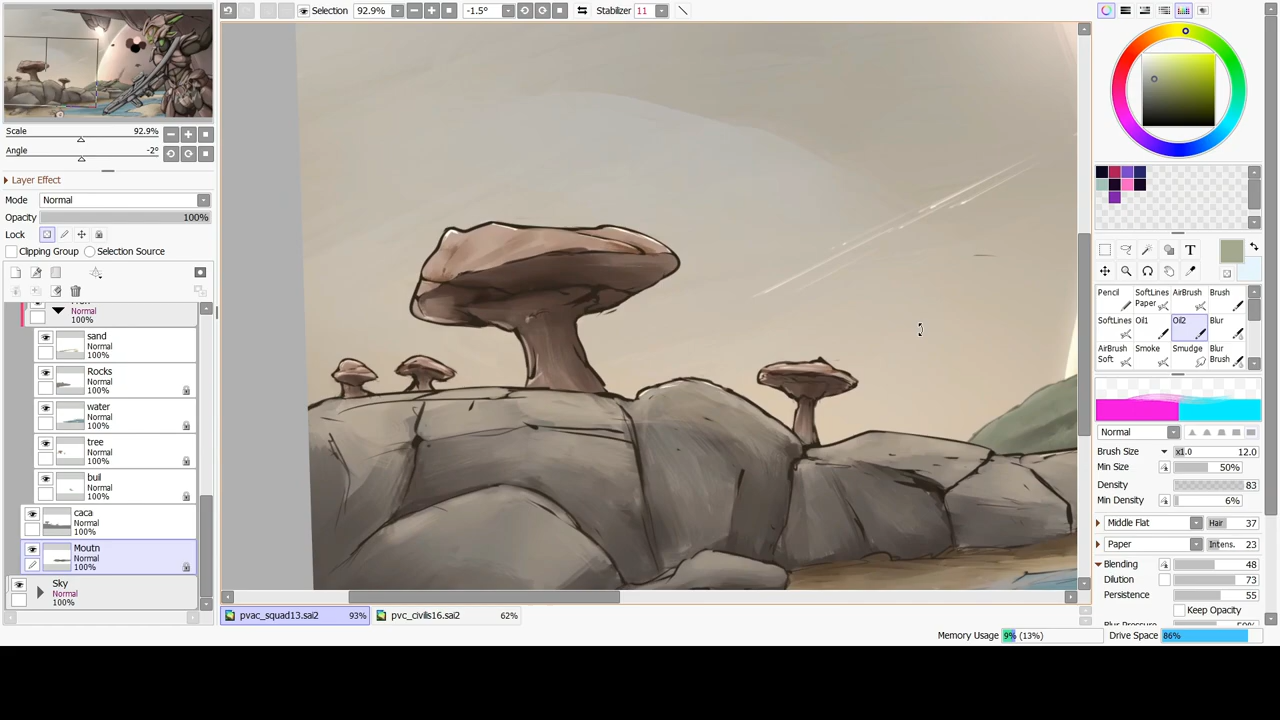 Selection 92.9% -1.5º Stabilizer 11
Scale 92.9%
Angle -2°
Layer Effect
Mode Normal
Opacity 100%
Lock
Clipping Group Selection Source
Normal
100%
sand
Normal
100%
Rocks
Normal
100%
water
Normal
100%
tree
Normal
100%
buil
Normal
100%
caca
Normal
100%
Moutn
Normal
100%
Sky
Normal
100%
T
Pencil SoftLines Paper AirBrush Brush
SoftLines Oil1 Oil2 Blur
AirBrush Soft Smoke Smudge Blur Brush
Normal
Brush Size x1.0 12.0
Min Size 50%
Density 83
Min Density 6%
Middle Flat Hair 37
Paper Intens. 23
Blending 48
Dilution 73
Persistence 55
Keep Opacity
pvac_squad13.sai2 93% pvc_civils16.sai2 62%
Memory Usage 9% (13%) Drive Space 86%